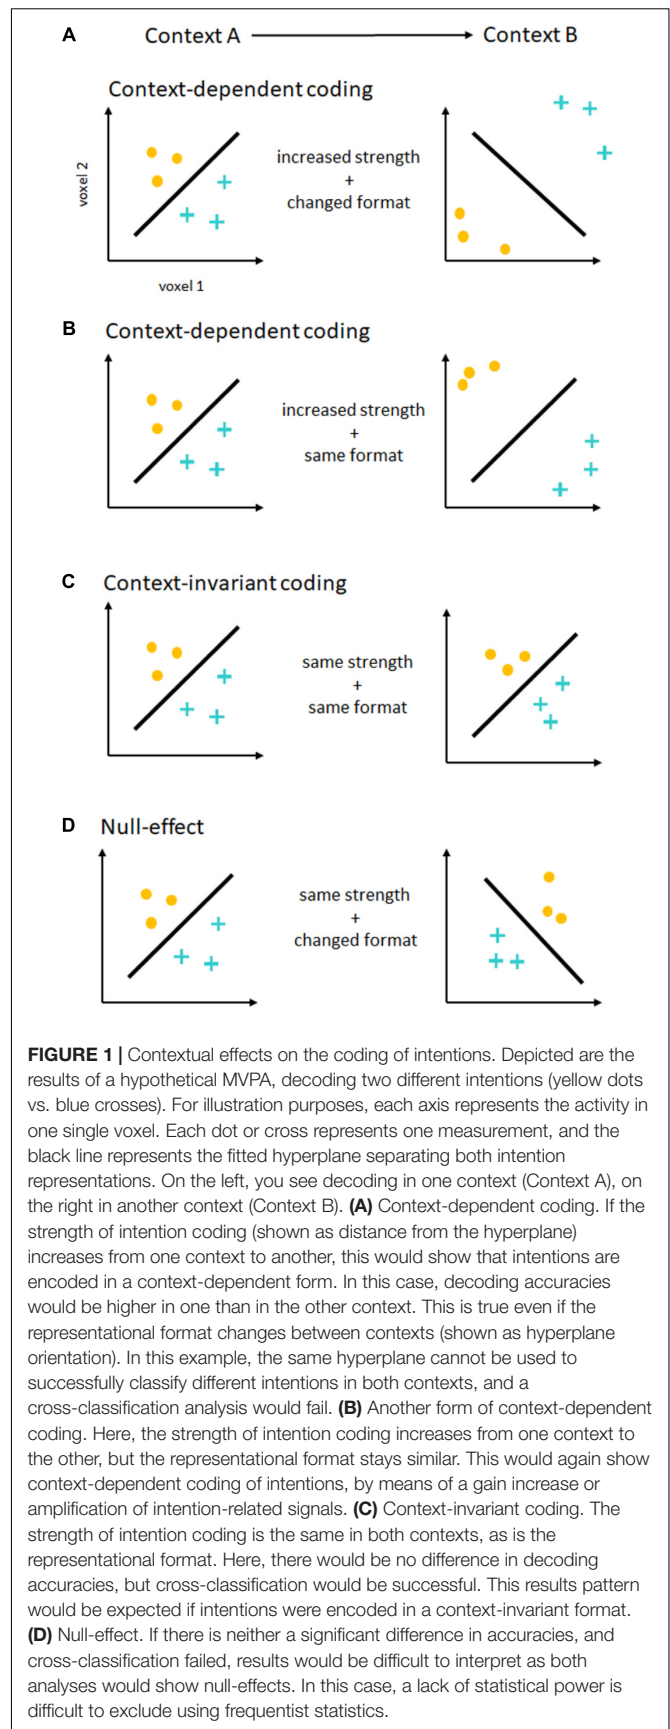 A Context A Context B
Context-dependent coding
voxel 2
increased strength
+
changed format
voxel 1
B Context-dependent coding
increased strength
+
same format
C Context-invariant coding
same strength
+
same format
D Null-effect
same strength
+
changed format
FIGURE 1 | Contextual effects on the coding of intentions. Depicted are the
results of a hypothetical MVPA, decoding two different intentions (yellow dots
vs. blue crosses). For illustration purposes, each axis represents the activity in
one single voxel. Each dot or cross represents one measurement, and the
black line represents the fitted hyperplane separating both intention
representations. On the left, you see decoding in one context (Context A), on
the right in another context (Context B). (A) Context-dependent coding. If the
strength of intention coding (shown as distance from the hyperplane)
increases from one context to another, this would show that intentions are
encoded in a context-dependent form. In this case, decoding accuracies
would be higher in one than in the other context. This is true even if the
representational format changes between contexts (shown as hyperplane
orientation). In this example, the same hyperplane cannot be used to
successfully classify different intentions in both contexts, and a
cross-classification analysis would fail. (B) Another form of context-dependent
coding. Here, the strength of intention coding increases from one context to
the other, but the representational format stays similar. This would again show
context-dependent coding of intentions, by means of a gain increase or
amplification of intention-related signals. (C) Context-invariant coding. The
strength of intention coding is the same in both contexts, as is the
representational format. Here, there would be no difference in decoding
accuracies, but cross-classification would be successful. This results pattern
would be expected if intentions were encoded in a context-invariant format.
(D) Null-effect. If there is neither a significant difference in accuracies, and
cross-classification failed, results would be difficult to interpret as both
analyses would show null-effects. In this case, a lack of statistical power is
difficult to exclude using frequentist statistics.